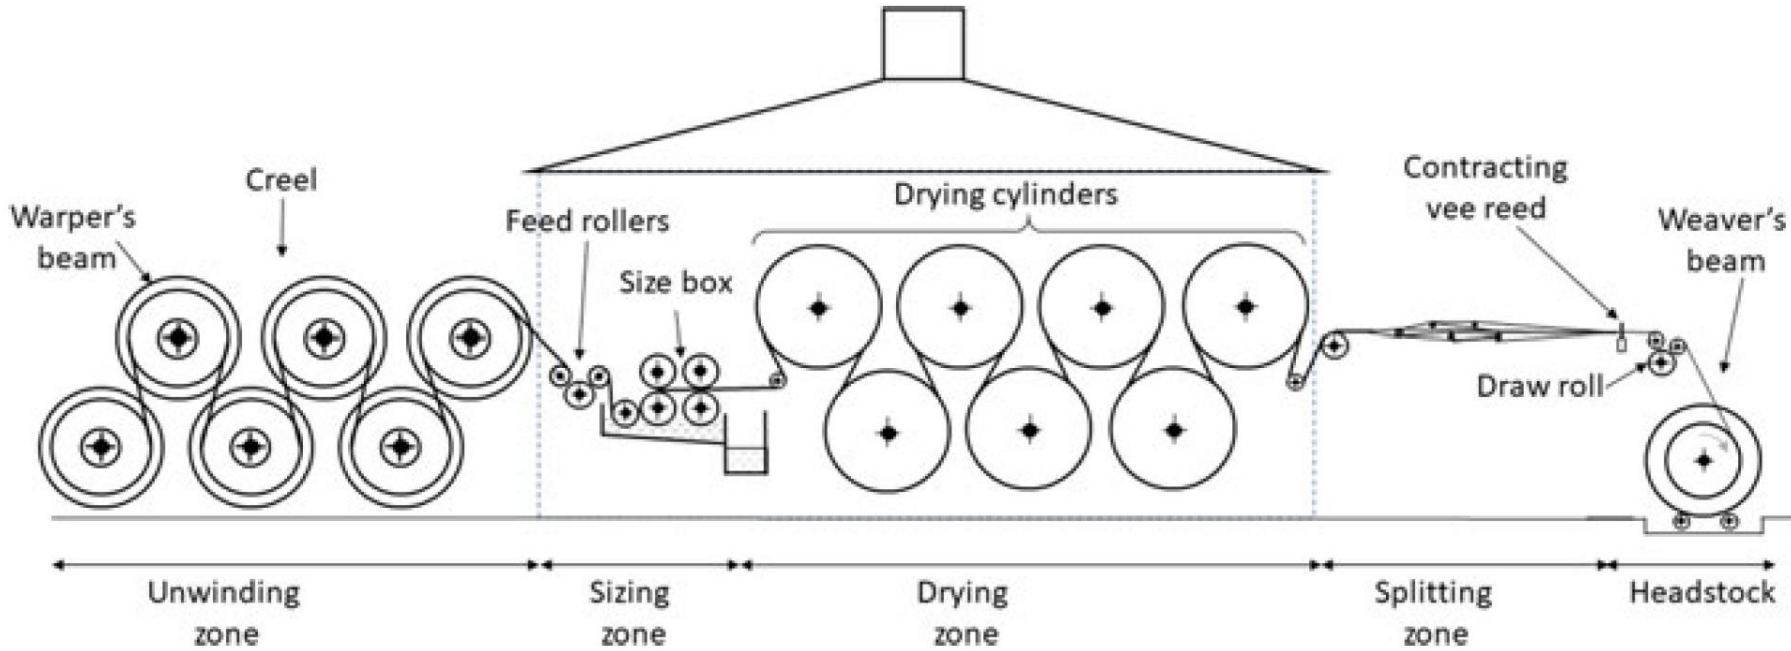 Creel
Warper's
beam
Feed rollers
Size box
Drying cylinders
Contracting
vee reed
Weaver's
beam
Draw roll
Unwinding
zone
Sizing
zone
Drying
zone
Splitting
zone
Headstock